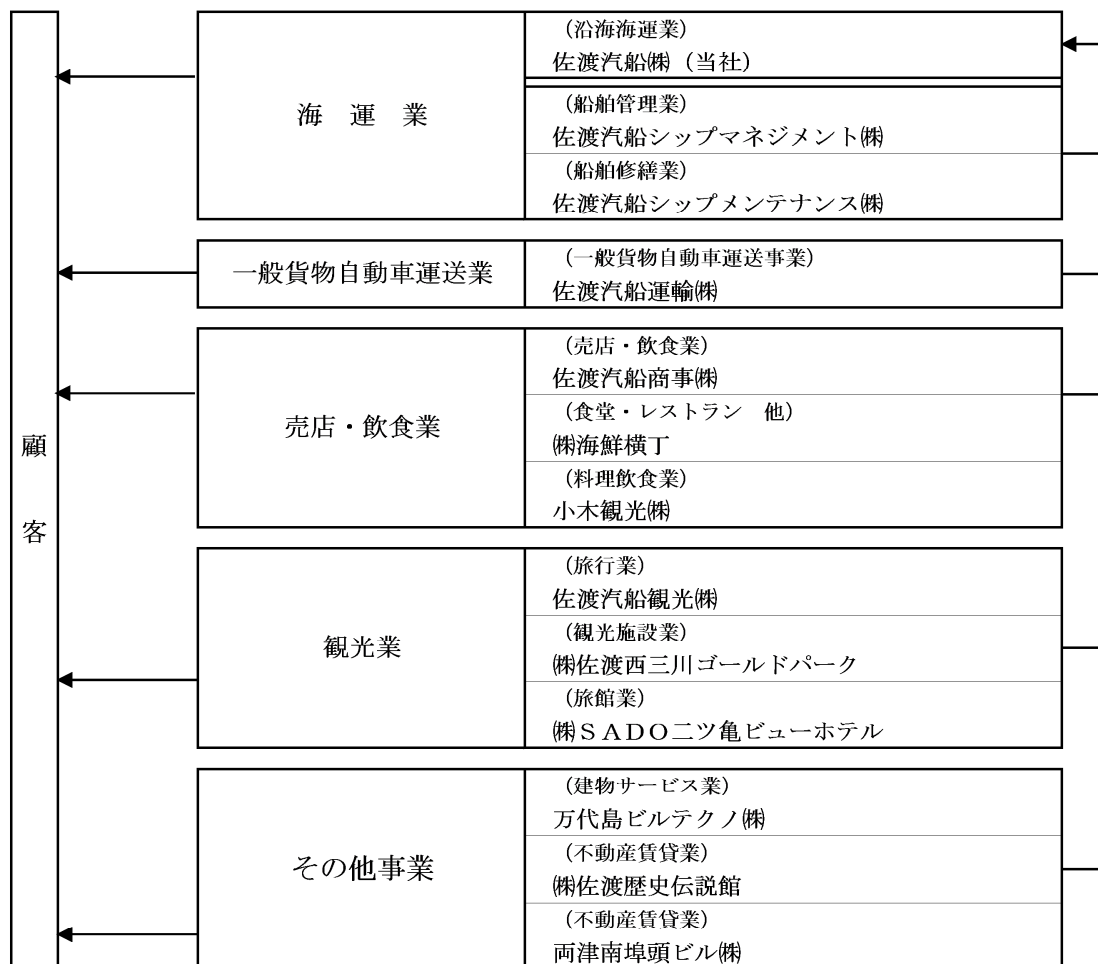 顧
客
海　運　業
（沿海海運業）
佐渡汽船㈱（当社）
（船舶管理業）
佐渡汽船シップマネジメント㈱
（船舶修繕業）
佐渡汽船シップメンテナンス㈱
一般貨物自動車運送業
（一般貨物自動車運送事業）
佐渡汽船運輸㈱
売店・飲食業
（売店・飲食業）
佐渡汽船商事㈱
（食堂・レストラン　他）
㈱海鮮横丁
（料理飲食業）
小木観光㈱
観光業
（旅行業）
佐渡汽船観光㈱
（観光施設業）
㈱佐渡西三川ゴールドパーク
（旅館業）
㈱ＳＡＤＯ二ツ亀ビューホテル
その他事業
（建物サービス業）
万代島ビルテクノ㈱
（不動産賃貸業）
㈱佐渡歴史伝説館
（不動産賃貸業）
両津南埠頭ビル㈱